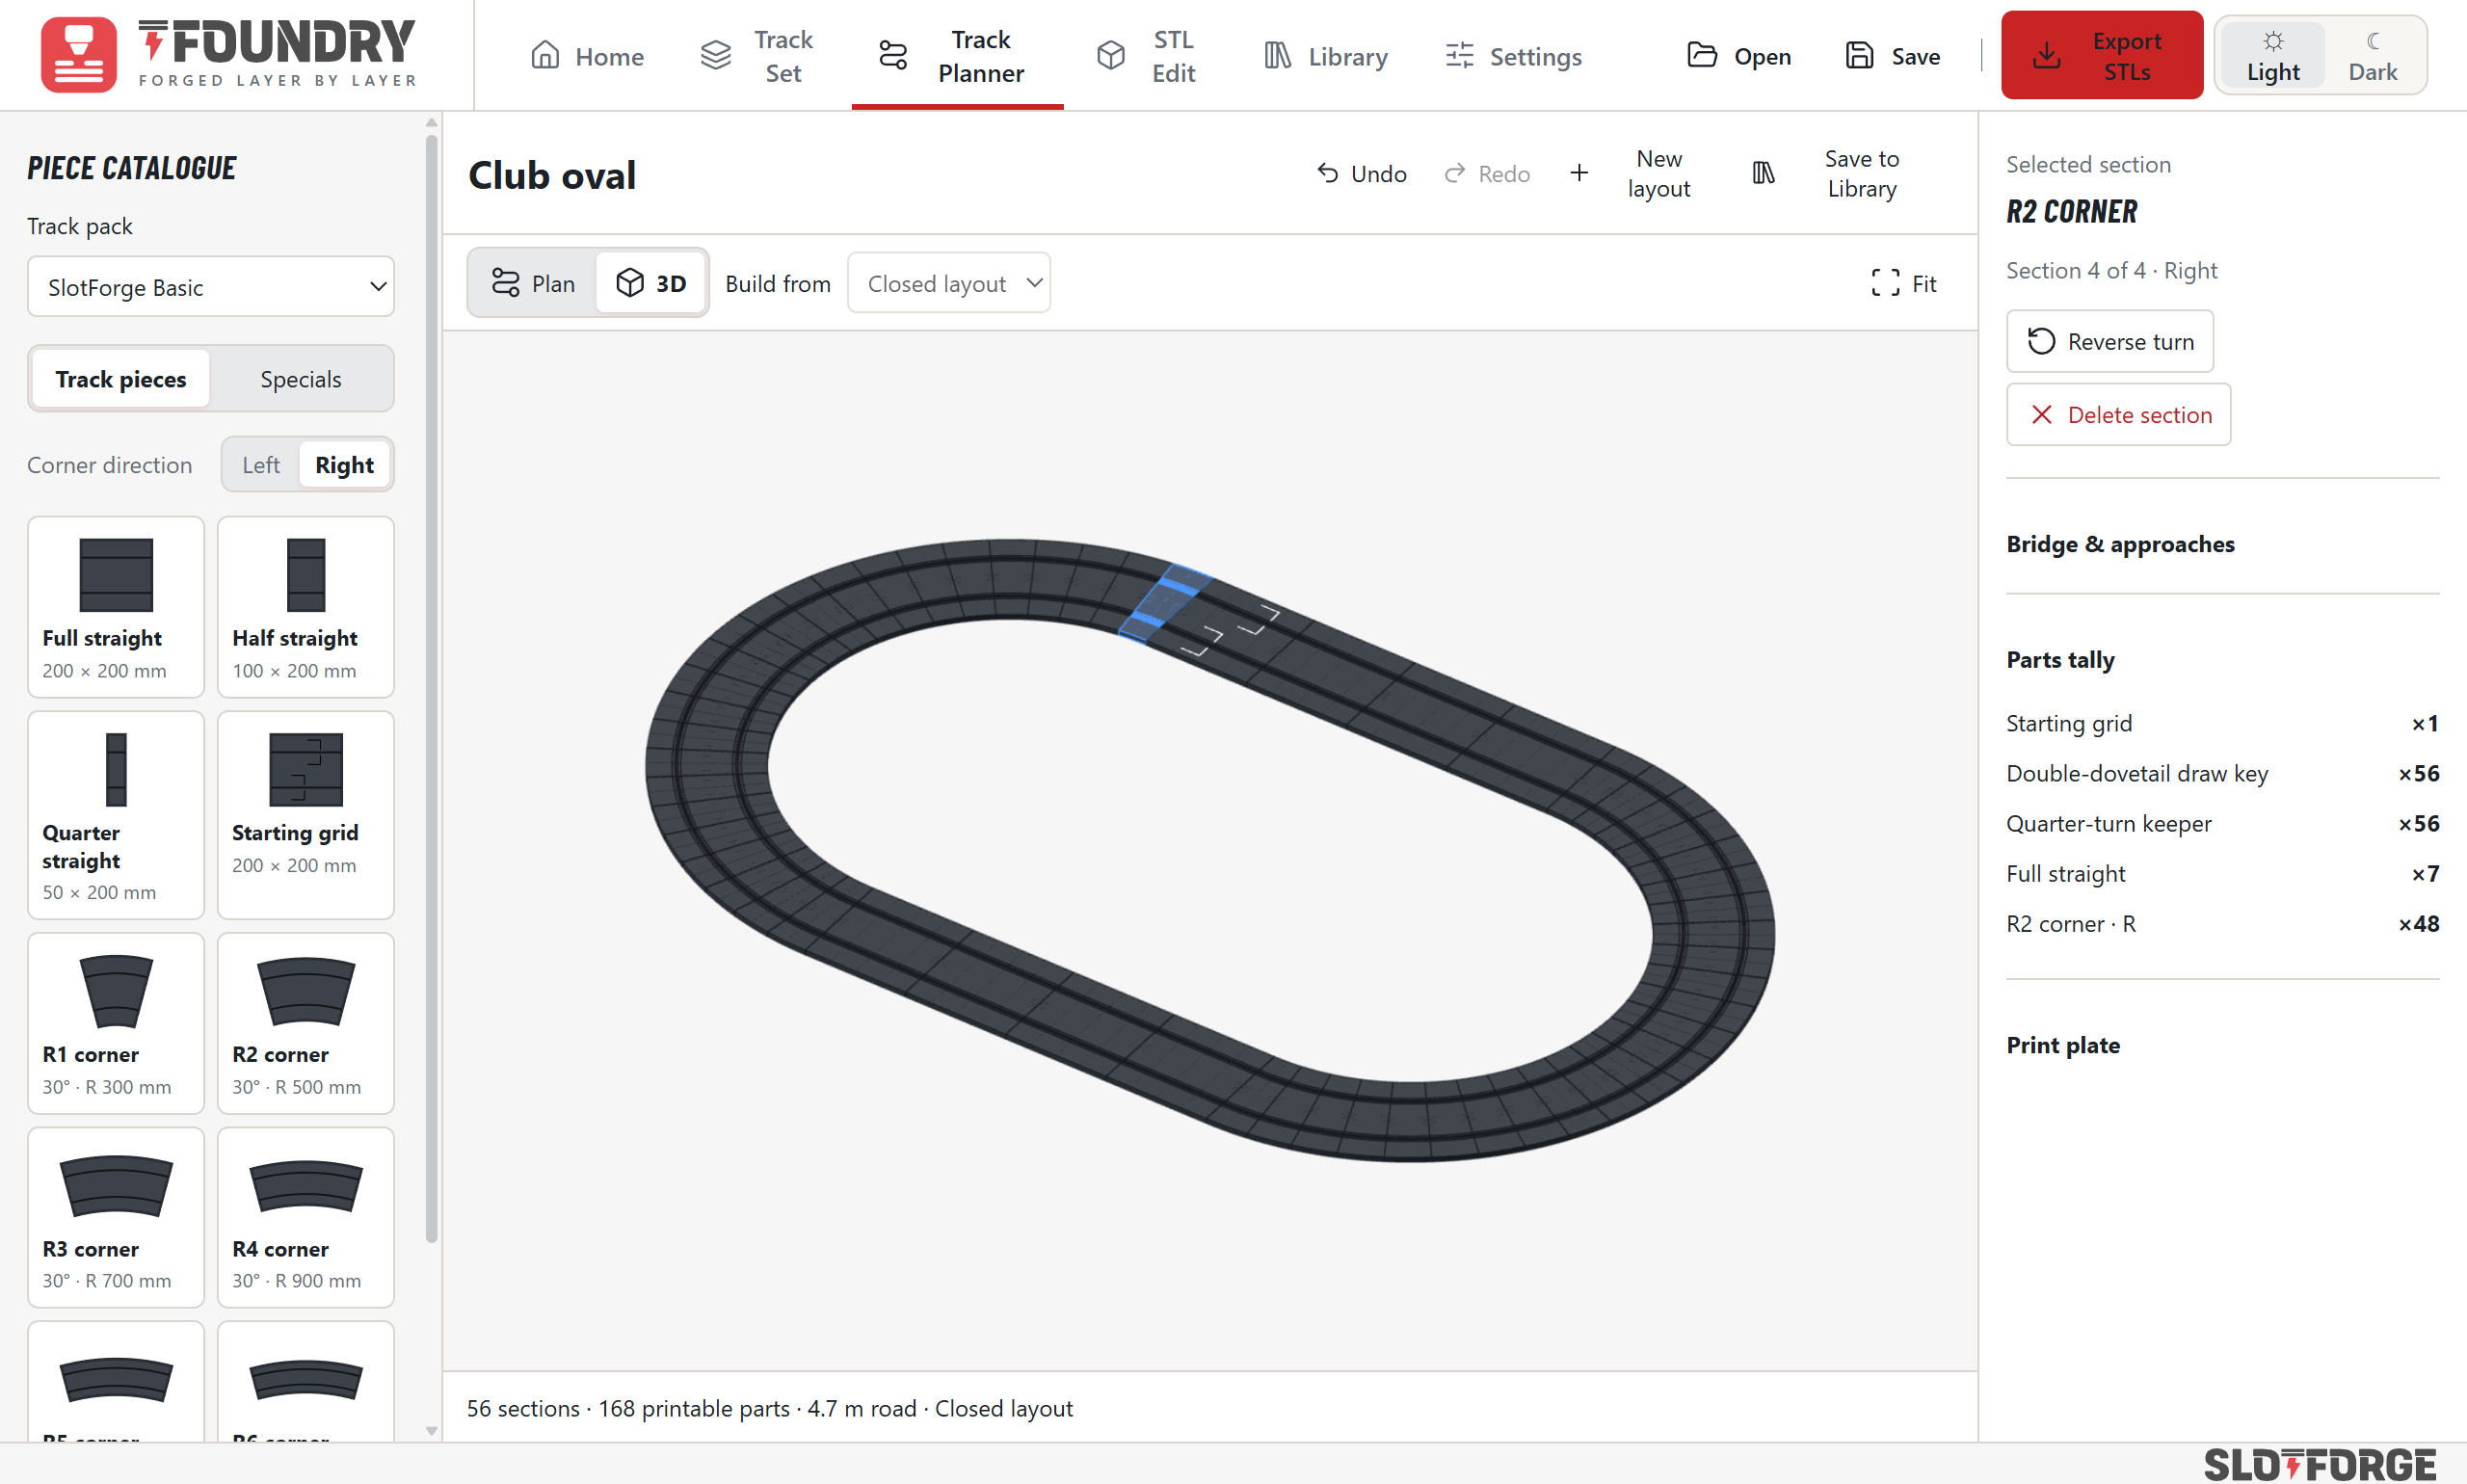 FOUNDRY
FORGED LAYER BY LAYER
Home
Track
Set
Track
Planner
STL
Edit
Library
Settings
Open
Save
Export
STLs
Light
Dark
PIECE CATALOGUE
Track pack
SlotForge Basic
Track pieces
Specials
Corner direction
Left
Right
Full straight
200 × 200 mm
Half straight
100 × 200 mm
Quarter
straight
50 × 200 mm
Starting grid
200 × 200 mm
R1 corner
30° · R 300 mm
R2 corner
30° · R 500 mm
R3 corner
30° · R 700 mm
R4 corner
30° · R 900 mm
R5 corner
R6 corner
Club oval
Undo
Redo
New
layout
Save to
Library
Plan
3D
Build from
Closed layout
Fit
56 sections · 168 printable parts · 4.7 m road · Closed layout
Selected section
R2 CORNER
Section 4 of 4 · Right
Reverse turn
Delete section
Bridge & approaches
Parts tally
Starting grid ×1
Double-dovetail draw key ×56
Quarter-turn keeper ×56
Full straight ×7
R2 corner · R ×48
Print plate
SLOTFORGE